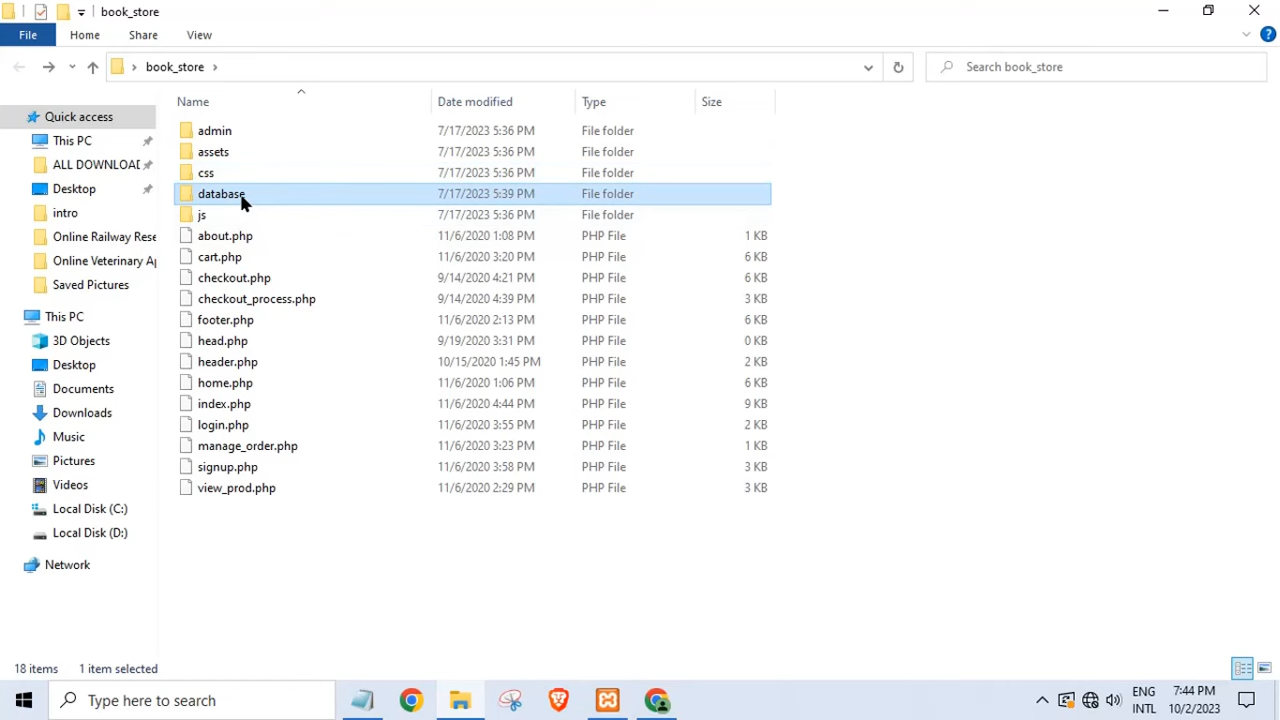 book_store
File Home Share View
book_store
Search book_store
Name Date modified Type Size
Quick access
This PC
ALL DOWNLOAD
Desktop
intro
Online Railway Rese
Online Veterinary Ap
Saved Pictures
This PC
3D Objects
Desktop
Documents
Downloads
Music
Pictures
Videos
Local Disk (C:)
Local Disk (D:)
Network
admin 7/17/2023 5:36 PM File folder
assets 7/17/2023 5:36 PM File folder
css 7/17/2023 5:36 PM File folder
database 7/17/2023 5:39 PM File folder
js 7/17/2023 5:36 PM File folder
about.php 11/6/2020 1:08 PM PHP File 1 KB
cart.php 11/6/2020 3:20 PM PHP File 6 KB
checkout.php 9/14/2020 4:21 PM PHP File 6 KB
checkout_process.php 9/14/2020 4:39 PM PHP File 3 KB
footer.php 11/6/2020 2:13 PM PHP File 6 KB
head.php 9/19/2020 3:31 PM PHP File 0 KB
header.php 10/15/2020 1:45 PM PHP File 2 KB
home.php 11/6/2020 1:06 PM PHP File 6 KB
index.php 11/6/2020 4:44 PM PHP File 9 KB
login.php 11/6/2020 3:55 PM PHP File 2 KB
manage_order.php 11/6/2020 3:23 PM PHP File 1 KB
signup.php 11/6/2020 3:58 PM PHP File 3 KB
view_prod.php 11/6/2020 2:29 PM PHP File 3 KB
18 items 1 item selected
Type here to search
ENG
INTL
7:44 PM
10/2/2023